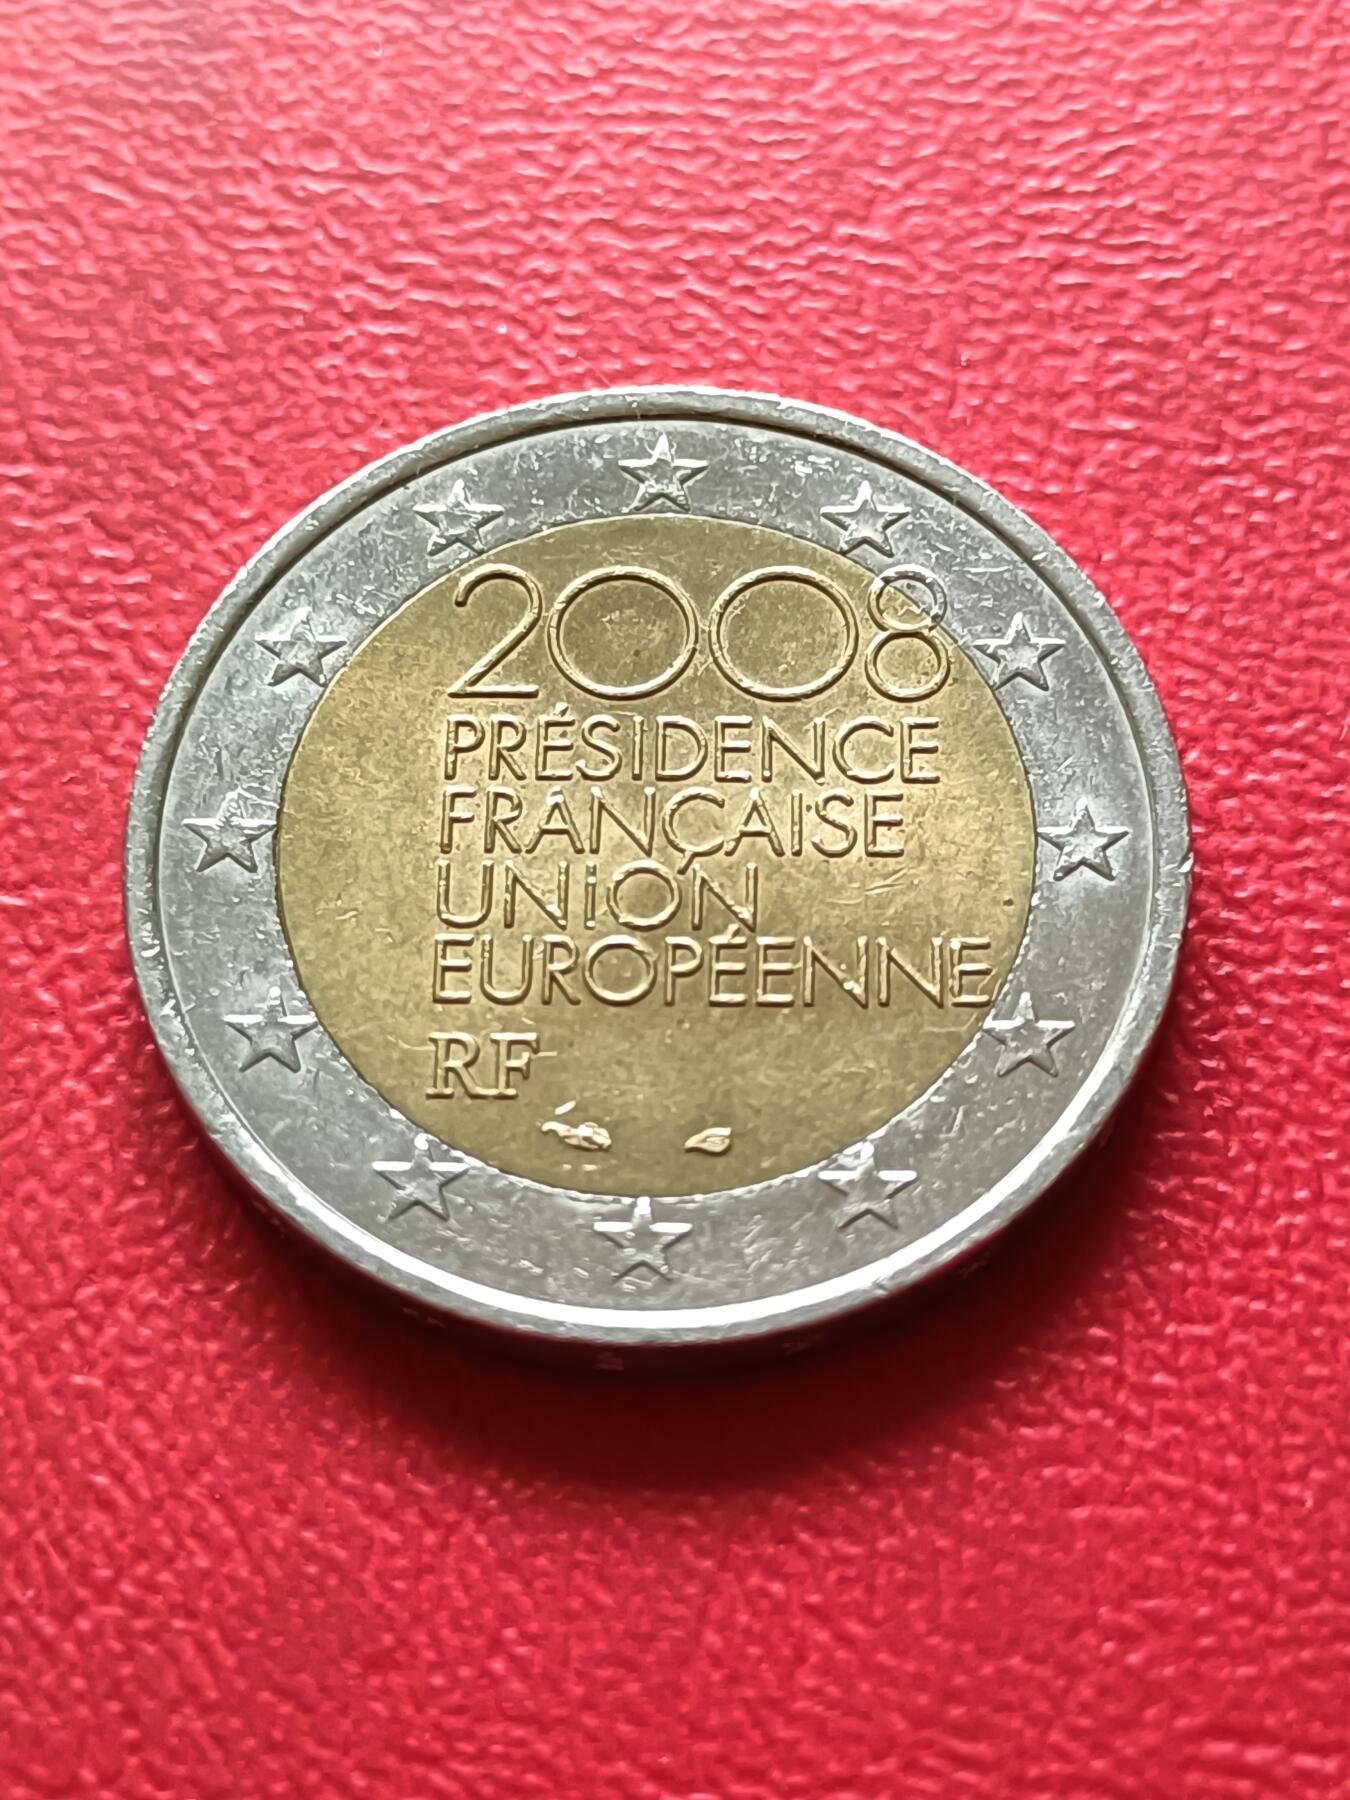 2008
PRÉSIDENCE
FRANÇAISE
UNION
EUROPÉENNE
RF